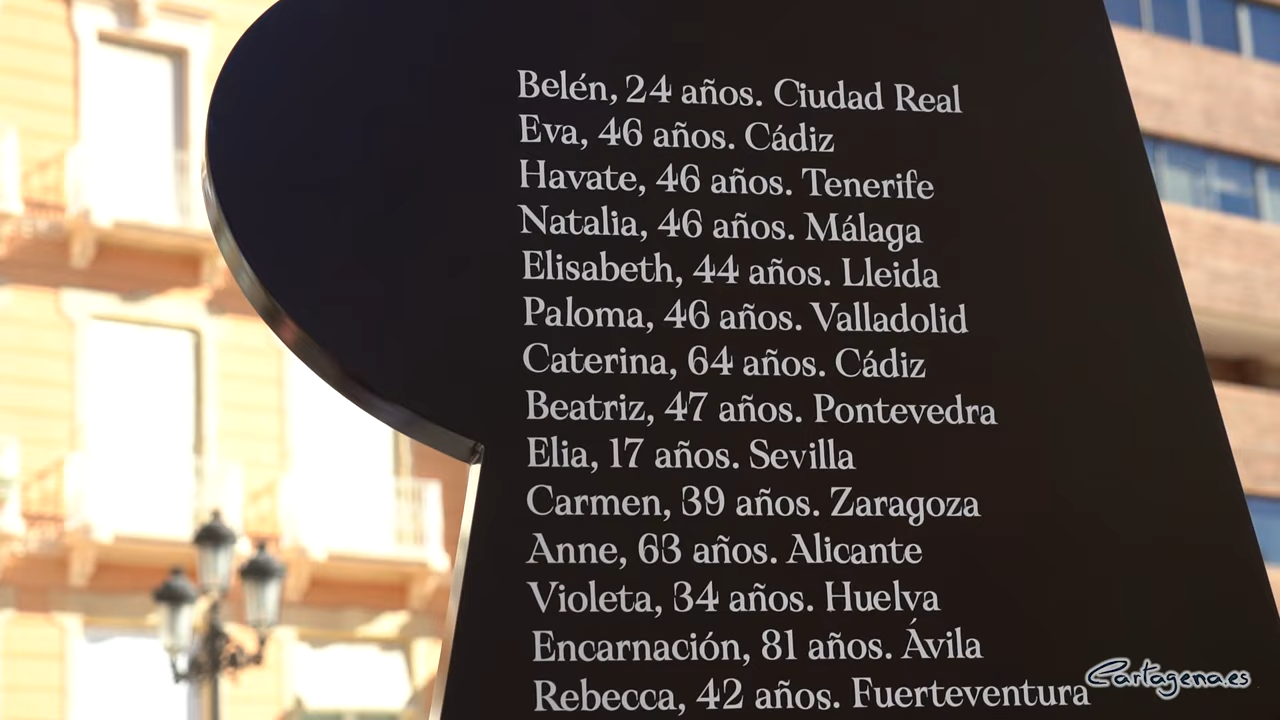 Belén, 24 años. Ciudad Real
Eva, 46 años. Cádiz
Havate, 46 años. Tenerife
Natalia, 46 años. Málaga
Elisabeth, 44 años. Lleida
Paloma, 46 años. Valladolid
Caterina, 64 años. Cádiz
Beatriz, 47 años. Pontevedra
Elia, 17 años. Sevilla
Carmen, 39 años. Zaragoza
Anne, 63 años. Alicante
Violeta, 34 años. Huelva
Encarnación, 81 años. Ávila
Rebecca, 42 años. Fuerteventura
Cartagena.es